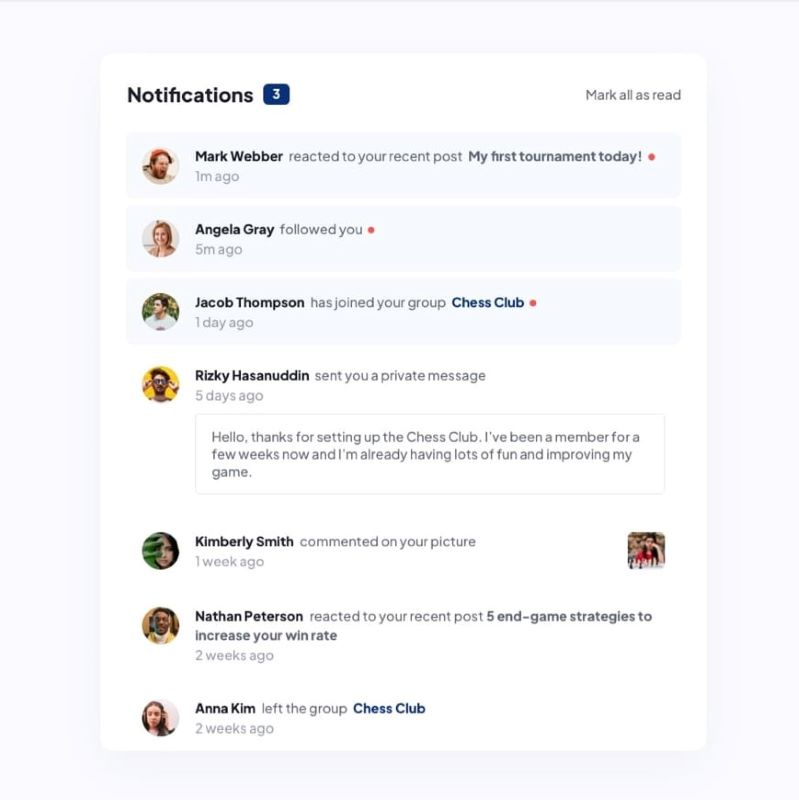 Notifications 3
Mark all as read
Mark Webber reacted to your recent post My first tournament today!
1m ago
Angela Gray followed you
5m ago
Jacob Thompson has joined your group Chess Club
1 day ago
Rizky Hasanuddin sent you a private message
5 days ago
Hello, thanks for setting up the Chess Club. I've been a member for a
few weeks now and I'm already having lots of fun and improving my
game.
Kimberly Smith commented on your picture
1 week ago
Nathan Peterson reacted to your recent post 5 end-game strategies to
increase your win rate
2 weeks ago
Anna Kim left the group Chess Club
2 weeks ago